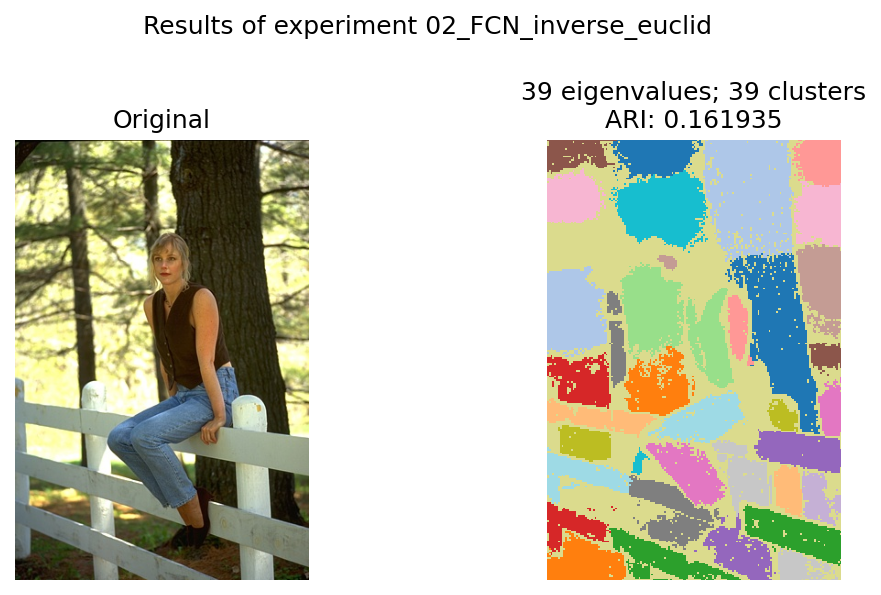 Results of experiment 02_FCN_inverse_euclid
Original
39 eigenvalues; 39 clusters
ARI: 0.161935